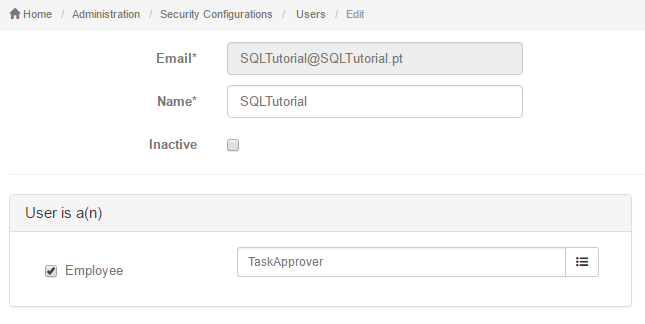 Home / Administration / Security Configurations / Users / Edit
Email* SQLTutorial@SQLTutorial.pt
Name* SQLTutorial
Inactive
User is a(n)
Employee TaskApprover